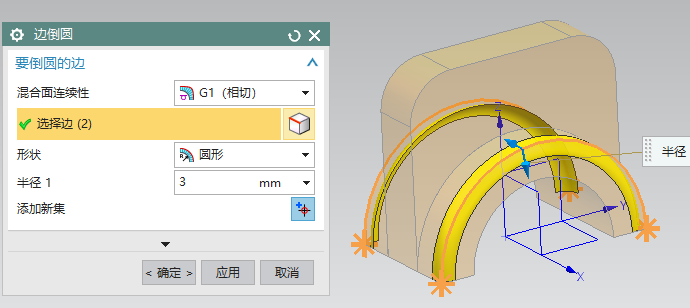 边倒圆
要倒圆的边
混合面连续性 G1（相切）
选择边 (2)
形状 圆形
半径 1 3 mm
添加新集
< 确定 > 应用 取消
Z
半径
Y
X